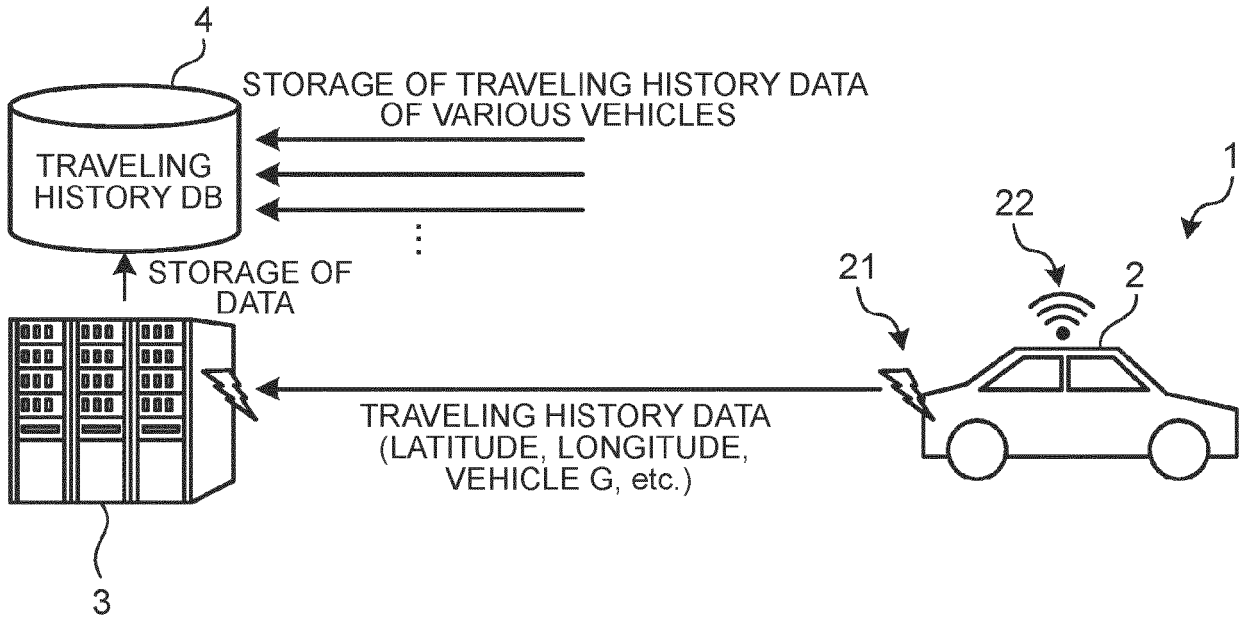 4
STORAGE OF TRAVELING HISTORY DATA
OF VARIOUS VEHICLES
TRAVELING
HISTORY DB
1
22
21
2
STORAGE OF
DATA
TRAVELING HISTORY DATA
(LATITUDE, LONGITUDE,
VEHICLE G, etc.)
3